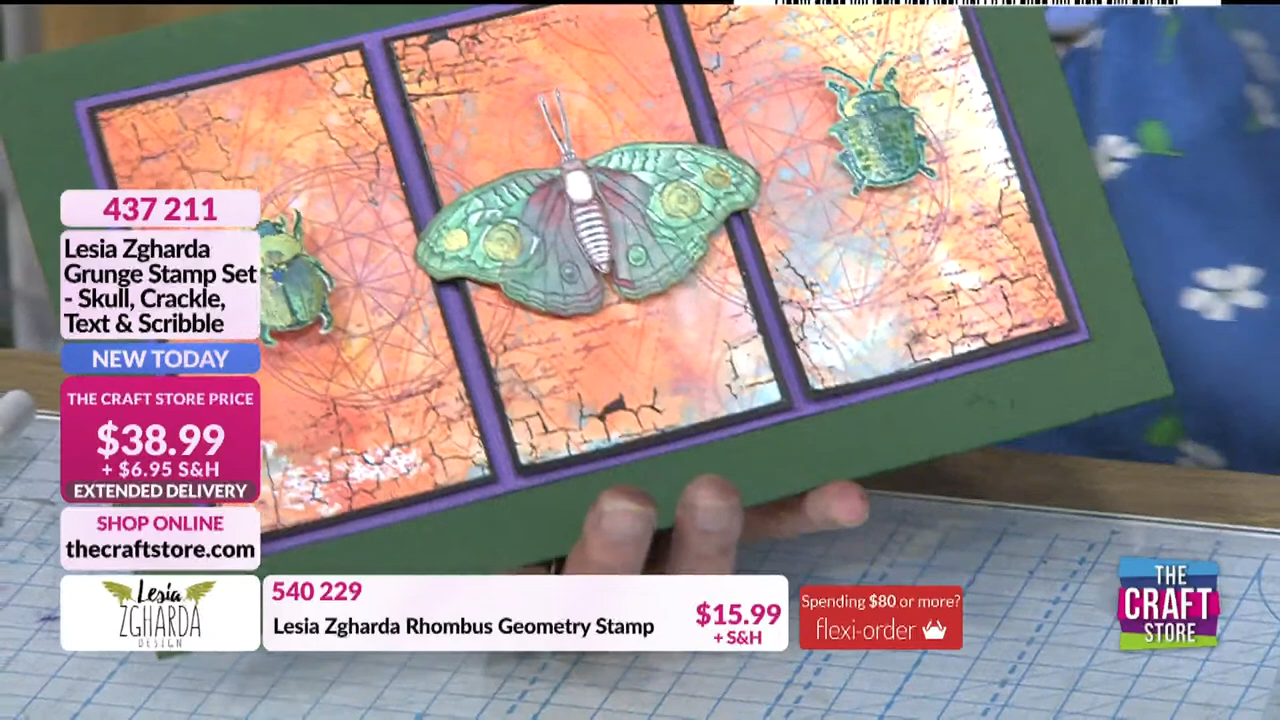 437 211
Lesia Zgharda
Grunge Stamp Set
- Skull, Crackle,
Text & Scribble
NEW TODAY
THE CRAFT STORE PRICE
$38.99
+ $6.95 S&H
EXTENDED DELIVERY
SHOP ONLINE
thecraftstore.com
Lesia
ZGHARDA
DESIGN
540 229
Lesia Zgharda Rhombus Geometry Stamp
$15.99
+ S&H
Spending $80 or more?
flexi-order
THE
CRAFT
STORE